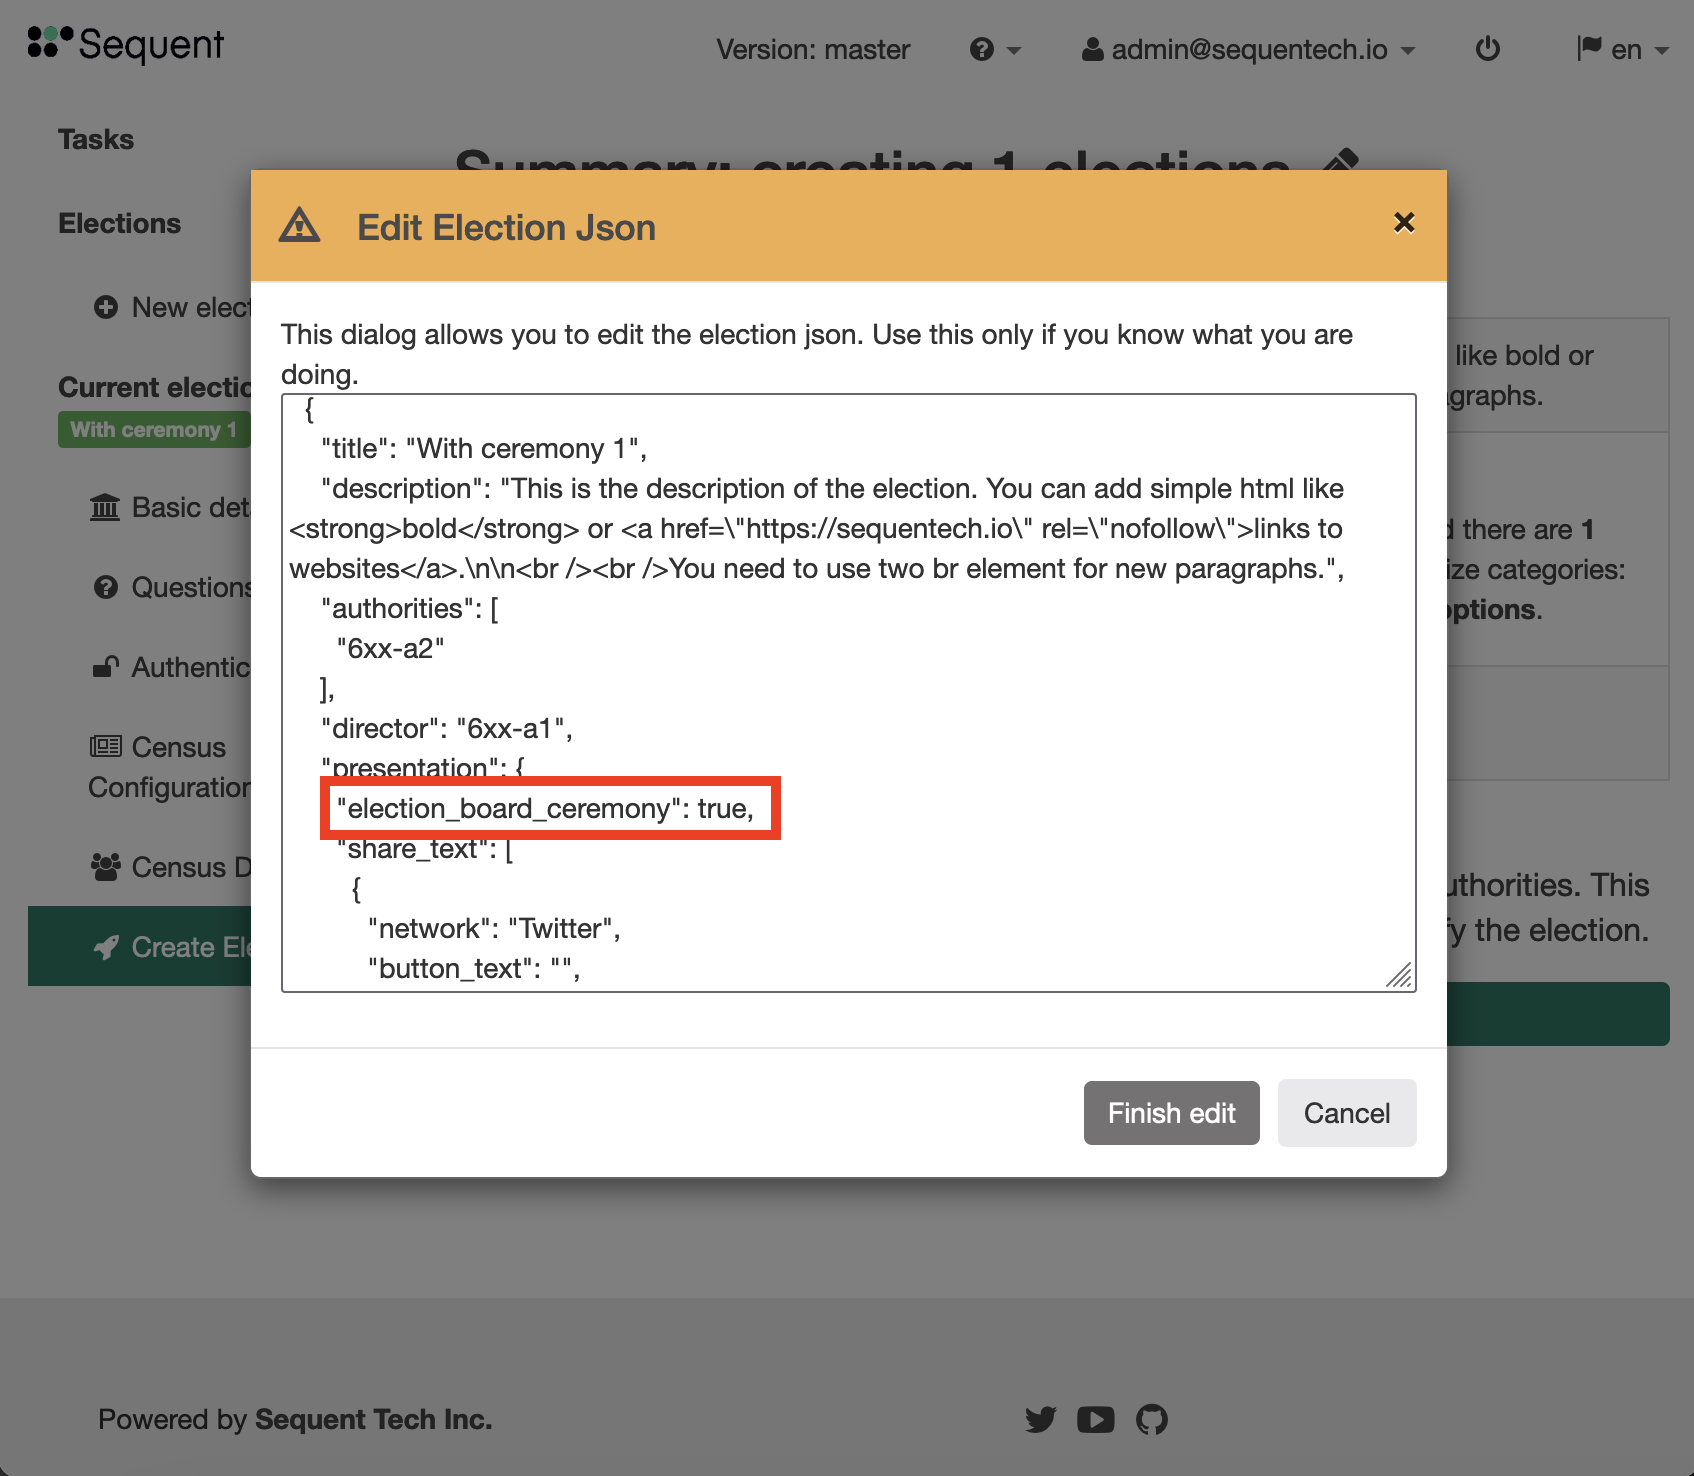 Sequent
Version: master
admin@sequentech.io
en
Tasks
Summary: creating 1 elections
Elections
New elect
Current electio
With ceremony 1
Basic det
Questions
Authentic
Census
Configuration
Census D
Create Ele
Edit Election Json
This dialog allows you to edit the election json. Use this only if you know what you are
doing.
{
"title": "With ceremony 1",
"description": "This is the description of the election. You can add simple html like
<strong>bold</strong> or <a href=\"https://sequentech.io\" rel=\"nofollow\">links to
websites</a>.\n\n<br /><br />You need to use two br element for new paragraphs.",
"authorities": [
"6xx-a2"
],
"director": "6xx-a1",
"presentation": {
"election_board_ceremony": true,
"share_text": [
{
"network": "Twitter",
"button_text": "",
Finish edit
Cancel
like bold or
graphs.
d there are 1
ize categories:
options.
uthorities. This
fy the election.
Powered by Sequent Tech Inc.